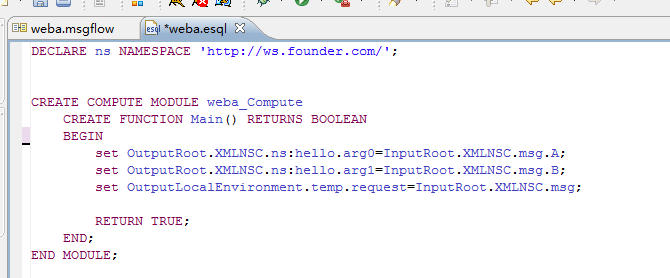 weba.msgflow
*weba.esql
DECLARE ns NAMESPACE 'http://ws.founder.com/';
CREATE COMPUTE MODULE weba_Compute
CREATE FUNCTION Main() RETURNS BOOLEAN
BEGIN
set OutputRoot.XMLNSC.ns:hello.arg0=InputRoot.XMLNSC.msg.A;
set OutputRoot.XMLNSC.ns:hello.arg1=InputRoot.XMLNSC.msg.B;
set OutputLocalEnvironment.temp.request=InputRoot.XMLNSC.msg;
RETURN TRUE;
END;
END MODULE;